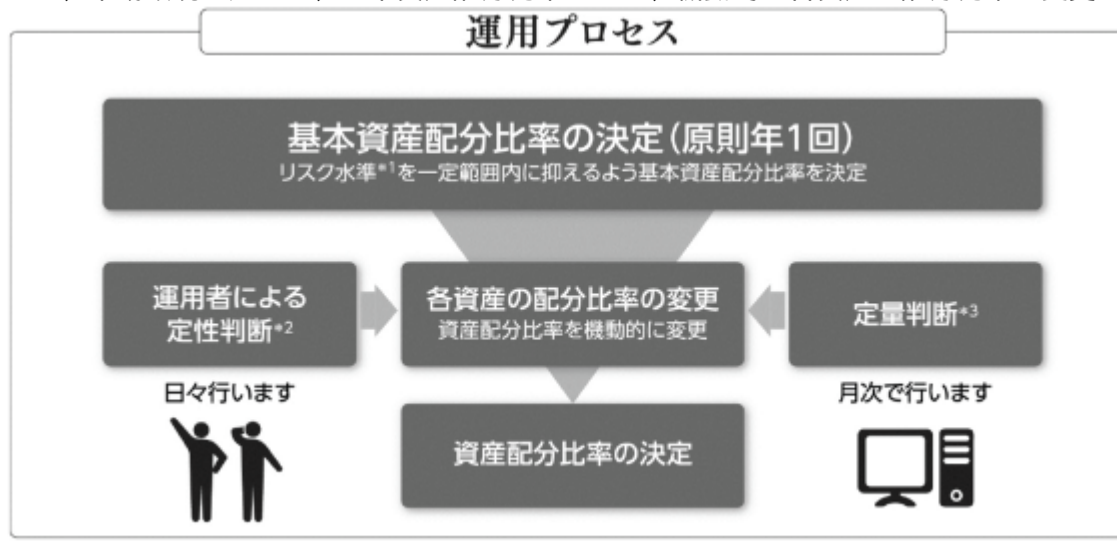 運用プロセス
基本資産配分比率の決定(原則年1回)
リスク水準*1を一定範囲内に抑えるよう基本資産配分比率を決定
運用者による
定性判断*2
各資産の配分比率の変更
資産配分比率を機動的に変更
定量判断*3
日々行います
月次で行います
資産配分比率の決定